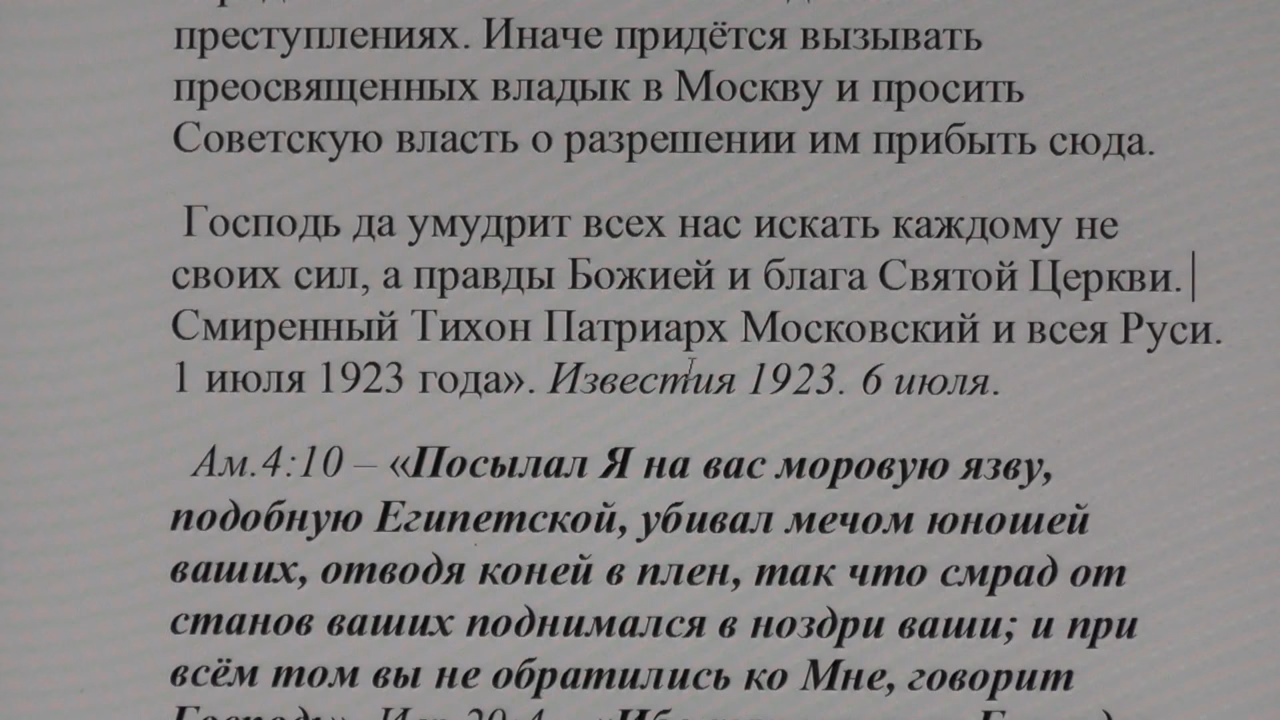 преступлениях. Иначе придётся вызывать
преосвященных владык в Москву и просить
Советскую власть о разрешении им прибыть сюда.
Господь да умудрит всех нас искать каждому не
своих сил, а правды Божией и блага Святой Церкви.
Смиренный Тихон Патриарх Московский и всея Руси.
1 июля 1923 года». Известия 1923. 6 июля.
Ам.4:10 – «Посылал Я на вас моровую язву,
подобную Египетской, убивал мечом юношей
ваших, отводя коней в плен, так что смрад от
станов ваших поднимался в ноздри ваши; и при
всём том вы не обратились ко Мне, говорит